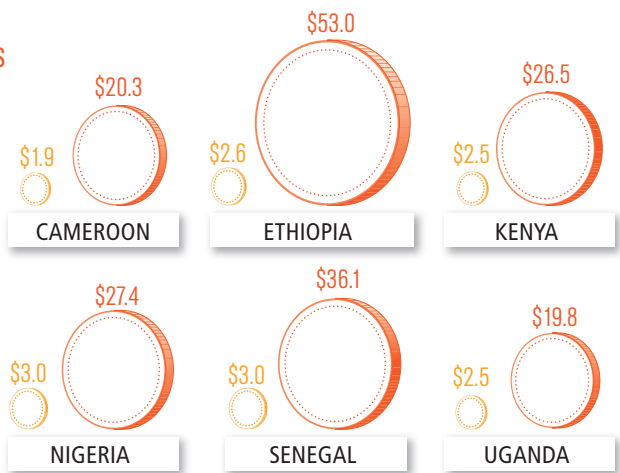 S
$53.0
$20.3
$26.5
$1.9
$2.6
$2.5
CAMEROON
ETHIOPIA
KENYA
$27.4
$36.1
$19.8
$3.0
$3.0
$2.5
NIGERIA
SENEGAL
UGANDA